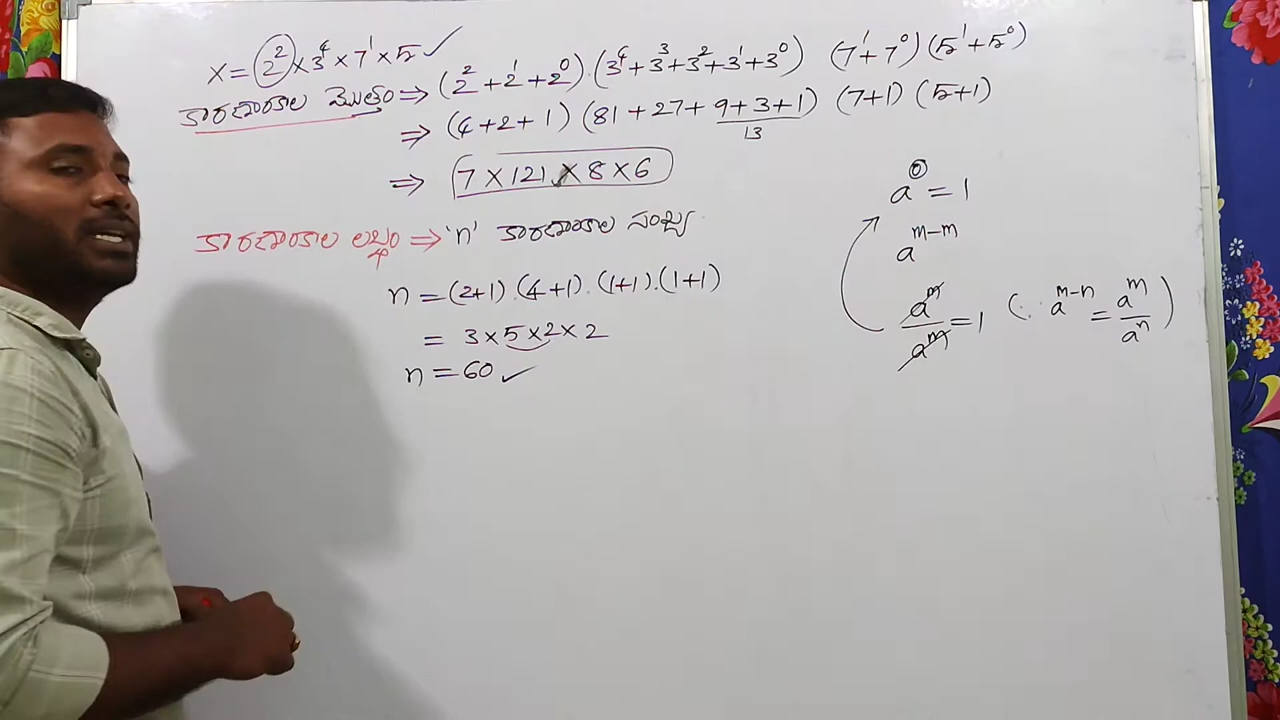 x = 2² × 3⁴ × 7¹ × 5 ✓
కారణాంకాల మొత్తం ⇒ (2² + 2¹ + 2⁰) . (3⁴ + 3³ + 3² + 3¹ + 3⁰) (7¹ + 7⁰) (5¹ + 5⁰)
⇒ (4 + 2 + 1) (81 + 27 + 9 + 3 + 1) (7 + 1) (5 + 1)
13
⇒ 7 × 121 × 8 × 6
కారణాంకాల లబ్ధం ⇒ 'n' కారణాంకాల సంఖ్య
n = (2+1) . (4+1) . (1+1) . (1+1)
= 3 × 5 × 2 × 2
n = 60 ✓
a⁰ = 1
aᵐ⁻ᵐ
aᵐ/aᵐ = 1 (∵ aᵐ⁻ⁿ = aᵐ/aⁿ)